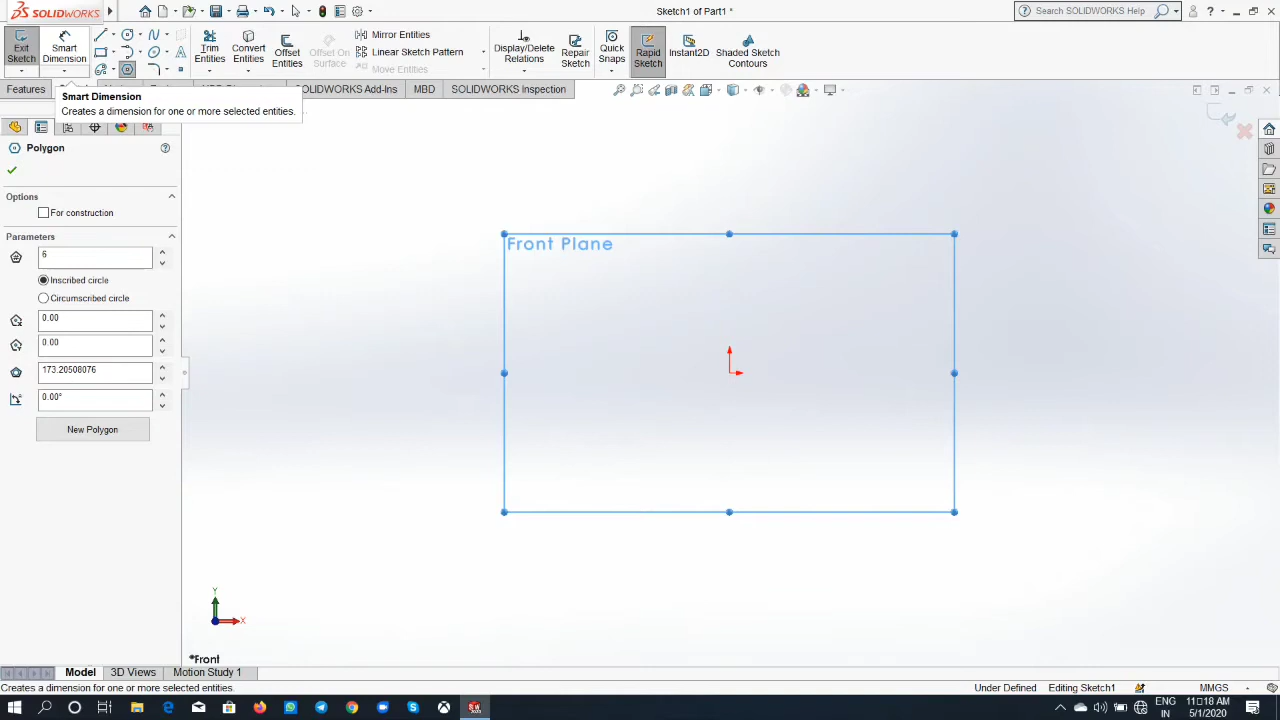 SOLIDWORKS
Sketch1 of Part1 *
Search SOLIDWORKS Help
Exit Sketch
Smart Dimension
Trim Entities
Convert Entities
Offset Entities
Offset On Surface
Mirror Entities
Linear Sketch Pattern
Move Entities
Display/Delete Relations
Repair Sketch
Quick Snaps
Rapid Sketch
Instant2D
Shaded Sketch Contours
Features
OLIDWORKS Add-Ins
MBD
SOLIDWORKS Inspection
Smart Dimension
Creates a dimension for one or more selected entities.
Polygon
Options
For construction
Parameters
6
Inscribed circle
Circumscribed circle
0.00
0.00
173.20508076
0.00°
New Polygon
Front Plane
Y
X
*Front
Model
3D Views
Motion Study 1
Creates a dimension for one or more selected entities.
Under Defined
Editing Sketch1
MMGS
ENG
IN
11:18 AM
5/1/2020